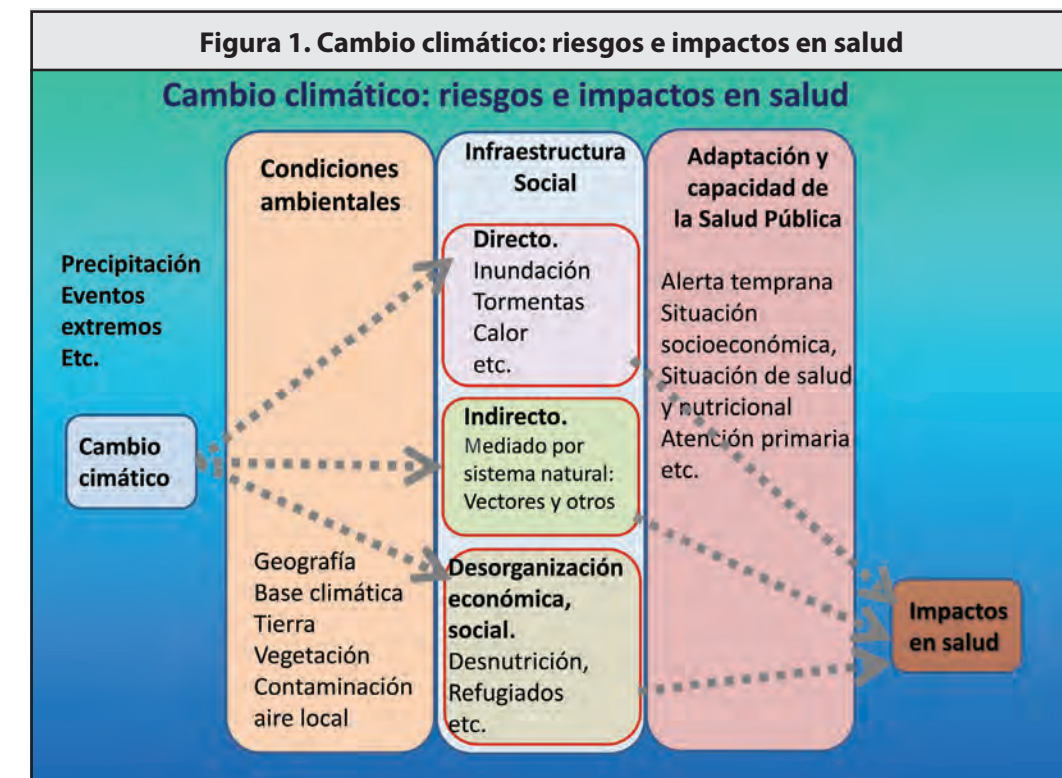 Figura 1. Cambio climático: riesgos e impactos en salud
Cambio climático: riesgos e impactos en salud
Precipitación
Eventos
extremos
Etc.
Cambio
cimático
Condiciones
ambientales
Geografía
Base climática
Tierra
Vegetación
Contaminación
aire local
Infraestructura
Social
Directo.
Inundación
Tormentas
Calor
etc.
Indirecto.
Mediado por
sistema natural:
Vectores y otros
Desorganización
económica,
social.
Desnutrición,
Refugiados
etc.
Adaptación y
capacidad de
la Salud Pública
Alerta temprana
Situación
socioeconómica,
Situación de salud
y nutricional
Atención primaria
etc.
Impactos
en salud